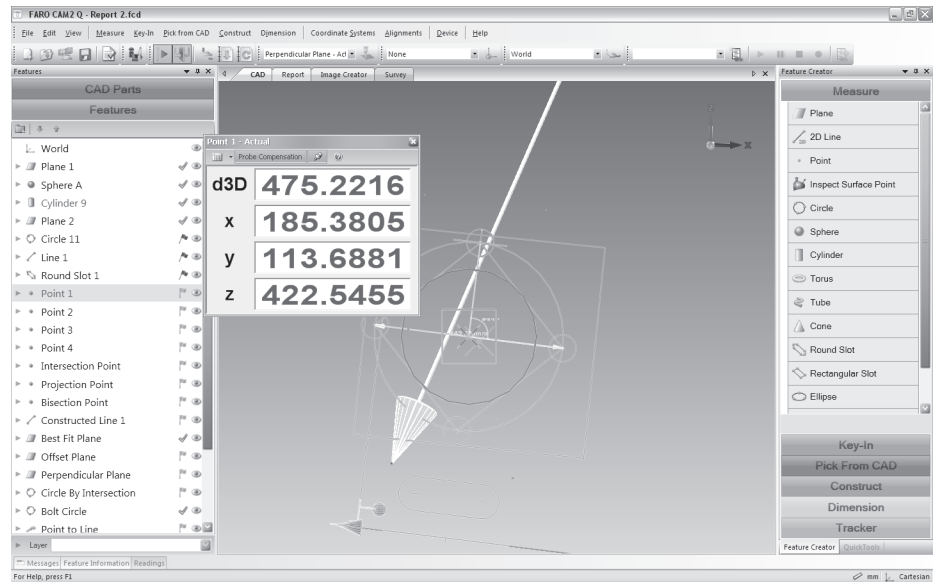 FARO CAM2 Q - Report 2.fcd
File Edit View Measure Key-In Pick from CAD Construct Dimension Coordinate Systems Alignments Device Help
Perpendicular Plane - Act None World
Features
CAD Report Image Creator Survey
Feature Creator
CAD Parts
Features
World
Plane 1
Sphere A
Cylinder 9
Plane 2
Circle 11
Line 1
Round Slot 1
Point 1
Point 2
Point 3
Point 4
Intersection Point
Projection Point
Bisection Point
Constructed Line 1
Best Fit Plane
Offset Plane
Perpendicular Plane
Circle By Intersection
Bolt Circle
Point to Line
Layer
Point 1 - Actual
Probe Compensation
d3D 475.2216
x 185.3805
y 113.6881
z 422.5455
Z
X
Measure
Plane
2D Line
Point
Inspect Surface Point
Circle
Sphere
Cylinder
Torus
Tube
Cone
Round Slot
Rectangular Slot
Ellipse
Key-In
Pick From CAD
Construct
Dimension
Tracker
Feature Creator QuickTools
Messages Feature Information Readings
For Help, press F1
mm Cartesian